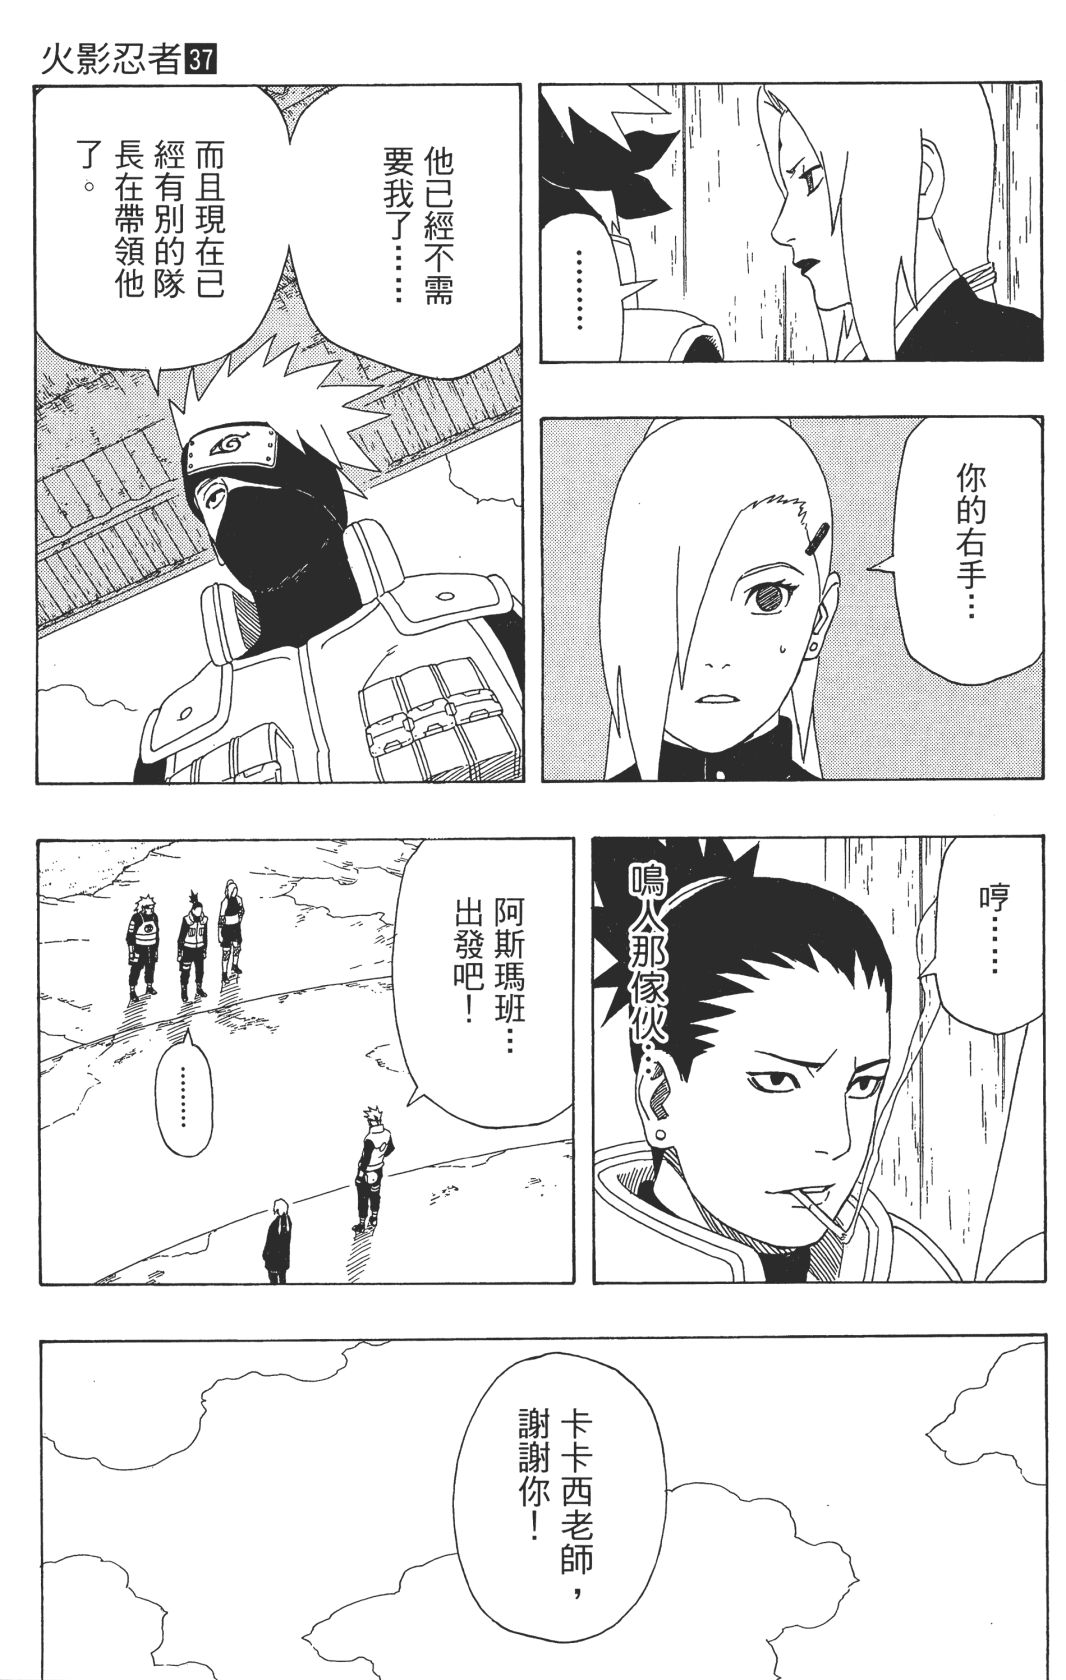 火影忍者37
………
他已經不需
要我了……
而且現在已
經有別的隊
長在帶領他
了。
你的右手…
哼……
鳴人那傢伙…
阿斯瑪班…
出發吧！
………
卡卡西老師，
謝謝你！